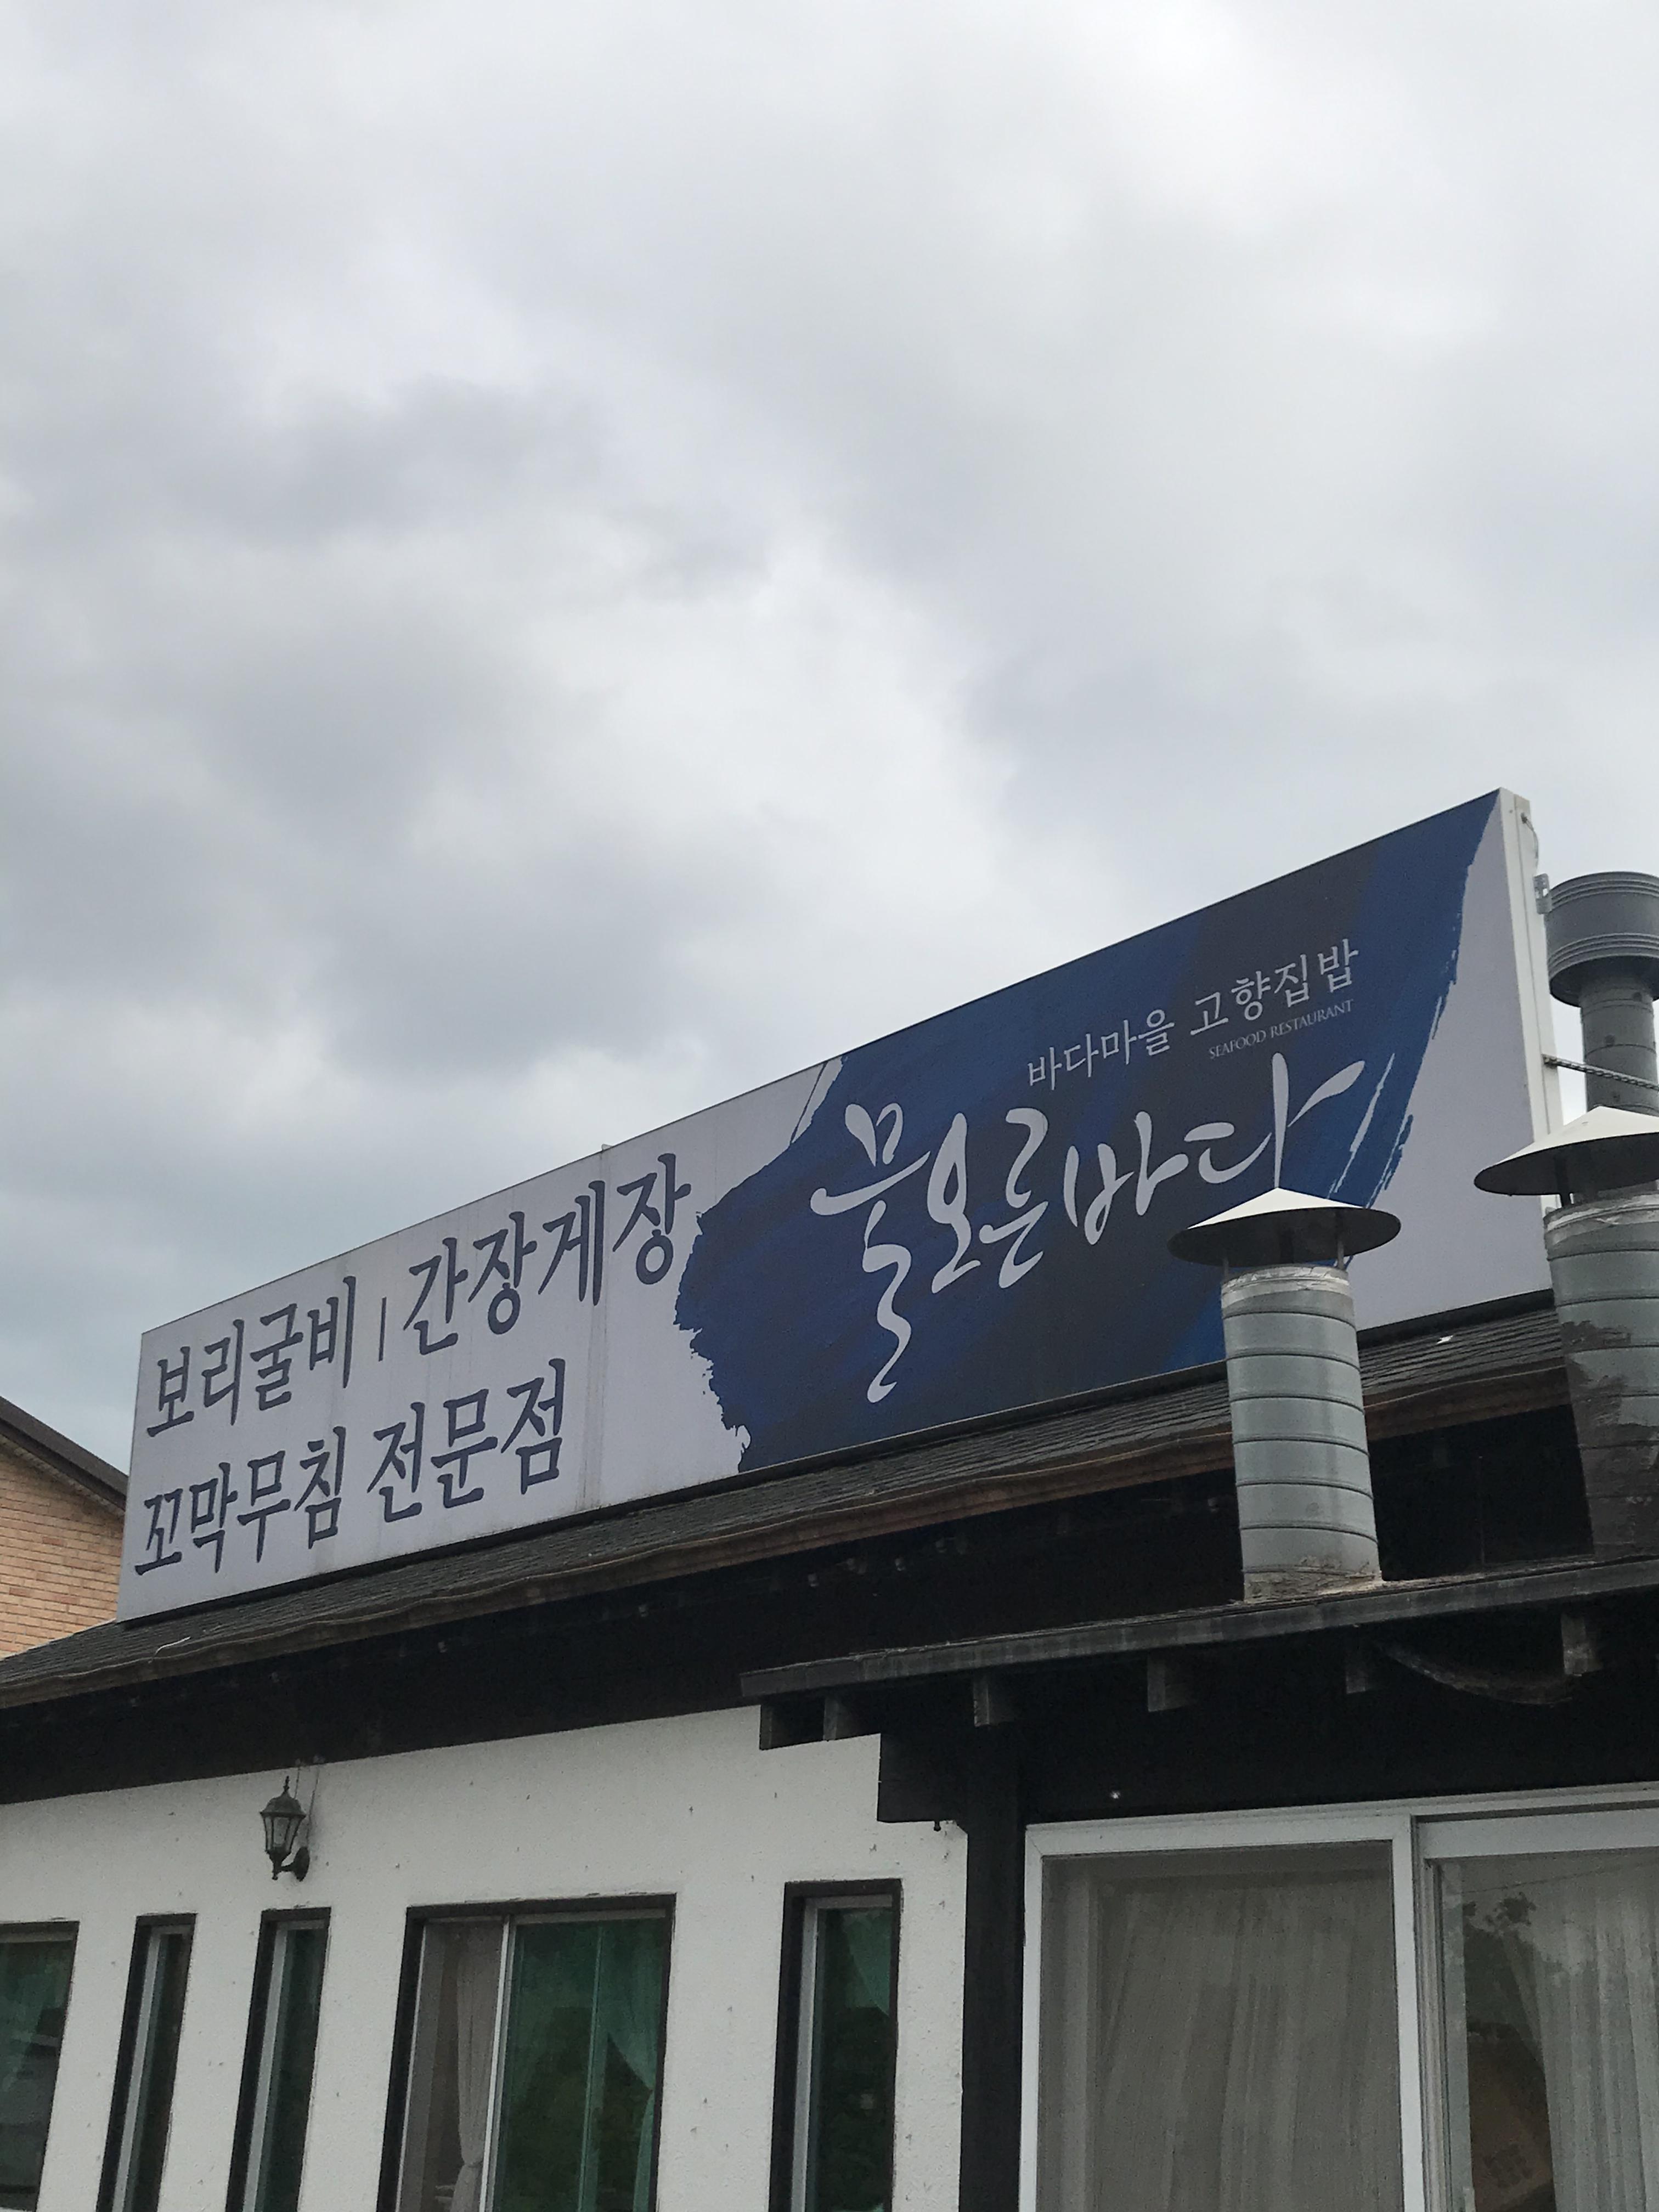 보리굴비 | 간장게장
꼬막무침 전문점
바다마을 고향집밥
SEAFOOD RESTAURANT
물오른바다